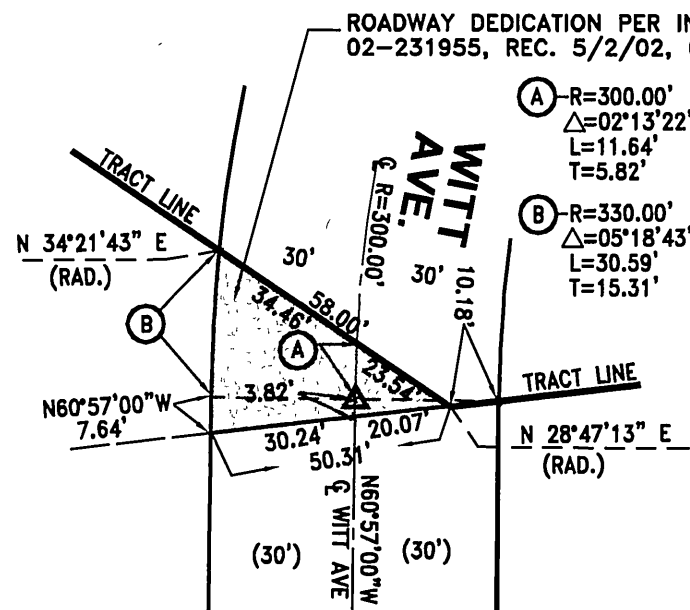 ROADWAY DEDICATION PER IN
02-231955, REC. 5/2/02,
A R=300.00'
△=02°13'22"
L=11.64'
T=5.82'
B R=330.00'
△=05°18'43"
L=30.59'
T=15.31'
WITT
AVE.
℄ R=300.00'
TRACT LINE
N 34°21'43" E
(RAD.)
30'
30'
10.18'
34.46'
58.00'
A
B
23.54'
3.82'
TRACT LINE
N60°57'00"W
7.64'
30.24'
20.07'
50.31'
N 28°47'13" E
(RAD.)
N60°57'00"W
℄ WITT AVE
(30')
(30')